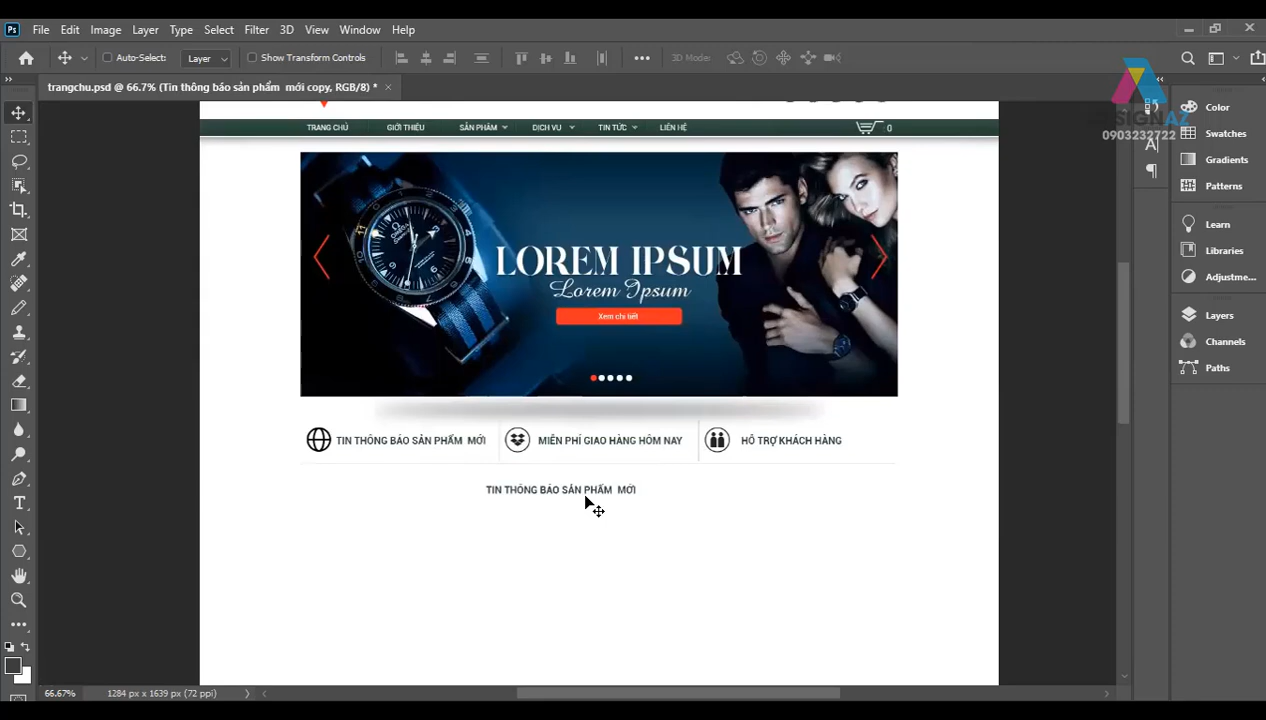 Ps File Edit Image Layer Type Select Filter 3D View Window Help
Auto-Select: Layer Show Transform Controls 3D Mode:
trangchu.psd @ 66.7% (Tin thông báo sản phẩm mới copy, RGB/8) *
SIGNAZ
0903232722
TRANG CHỦ GIỚI THIỆU SẢN PHẨM DỊCH VỤ TIN TỨC LIÊN HỆ 0
LOREM IPSUM
Lorem Ipsum
Xem chi tiết
TIN THÔNG BÁO SẢN PHẨM MỚI MIỄN PHÍ GIAO HÀNG HÔM NAY HỖ TRỢ KHÁCH HÀNG
TIN THÔNG BÁO SẢN PHẨM MỚI
Color
Swatches
Gradients
Patterns
Learn
Libraries
Adjustme...
Layers
Channels
Paths
66.67% 1284 px x 1639 px (72 ppi)